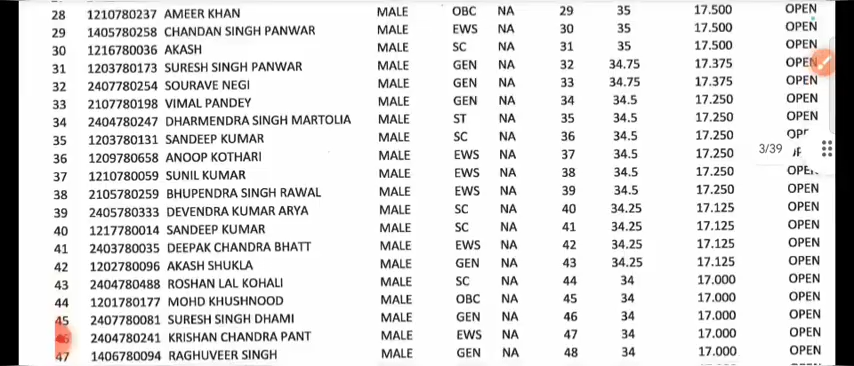 28 1210780237 AMEER KHAN MALE OBC NA 29 35 17.500 OPEN
29 1405780258 CHANDAN SINGH PANWAR MALE EWS NA 30 35 17.500 OPEN
30 1216780036 AKASH MALE SC NA 31 35 17.500 OPEN
31 1203780173 SURESH SINGH PANWAR MALE GEN NA 32 34.75 17.375 OPEN
32 2407780254 SOURAVE NEGI MALE GEN NA 33 34.75 17.375 OPEN
33 2107780198 VIMAL PANDEY MALE GEN NA 34 34.5 17.250 OPEN
34 2404780247 DHARMENDRA SINGH MARTOLIA MALE ST NA 35 34.5 17.250 OPEN
35 1203780131 SANDEEP KUMAR MALE SC NA 36 34.5 17.250
36 1209780658 ANOOP KOTHARI MALE EWS NA 37 34.5 17.250 3/39
37 1210780059 SUNIL KUMAR MALE EWS NA 38 34.5 17.250 OPEN
38 2105780259 BHUPENDRA SINGH RAWAL MALE EWS NA 39 34.5 17.250 OPEN
39 2405780333 DEVENDRA KUMAR ARYA MALE SC NA 40 34.25 17.125 OPEN
40 1217780014 SANDEEP KUMAR MALE SC NA 41 34.25 17.125 OPEN
41 2403780035 DEEPAK CHANDRA BHATT MALE EWS NA 42 34.25 17.125 OPEN
42 1202780096 AKASH SHUKLA MALE GEN NA 43 34.25 17.125 OPEN
43 2404780488 ROSHAN LAL KOHALI MALE SC NA 44 34 17.000 OPEN
44 1201780177 MOHD KHUSHNOOD MALE OBC NA 45 34 17.000 OPEN
45 2407780081 SURESH SINGH DHAMI MALE GEN NA 46 34 17.000 OPEN
2404780241 KRISHAN CHANDRA PANT MALE EWS NA 47 34 17.000 OPEN
47 1406780094 RAGHUVEER SINGH MALE GEN NA 48 34 17.000 OPEN